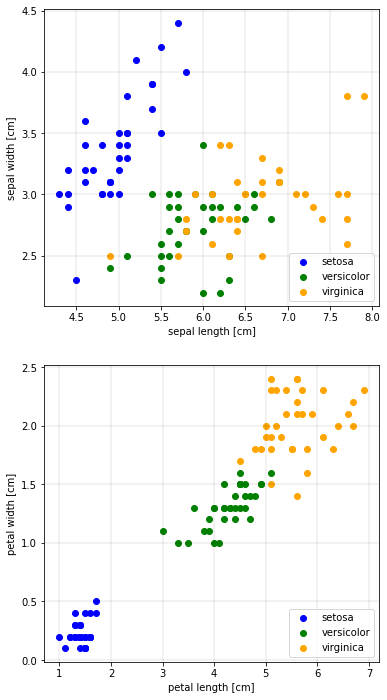 4.5
4.0
3.5
3.0
2.5
sepal width [cm]
setosa
versicolor
virginica
4.5 5.0 5.5 6.0 6.5 7.0 7.5 8.0
sepal length [cm]
2.5
2.0
1.5
1.0
0.5
0.0
petal width [cm]
setosa
versicolor
virginica
1 2 3 4 5 6 7
petal length [cm]